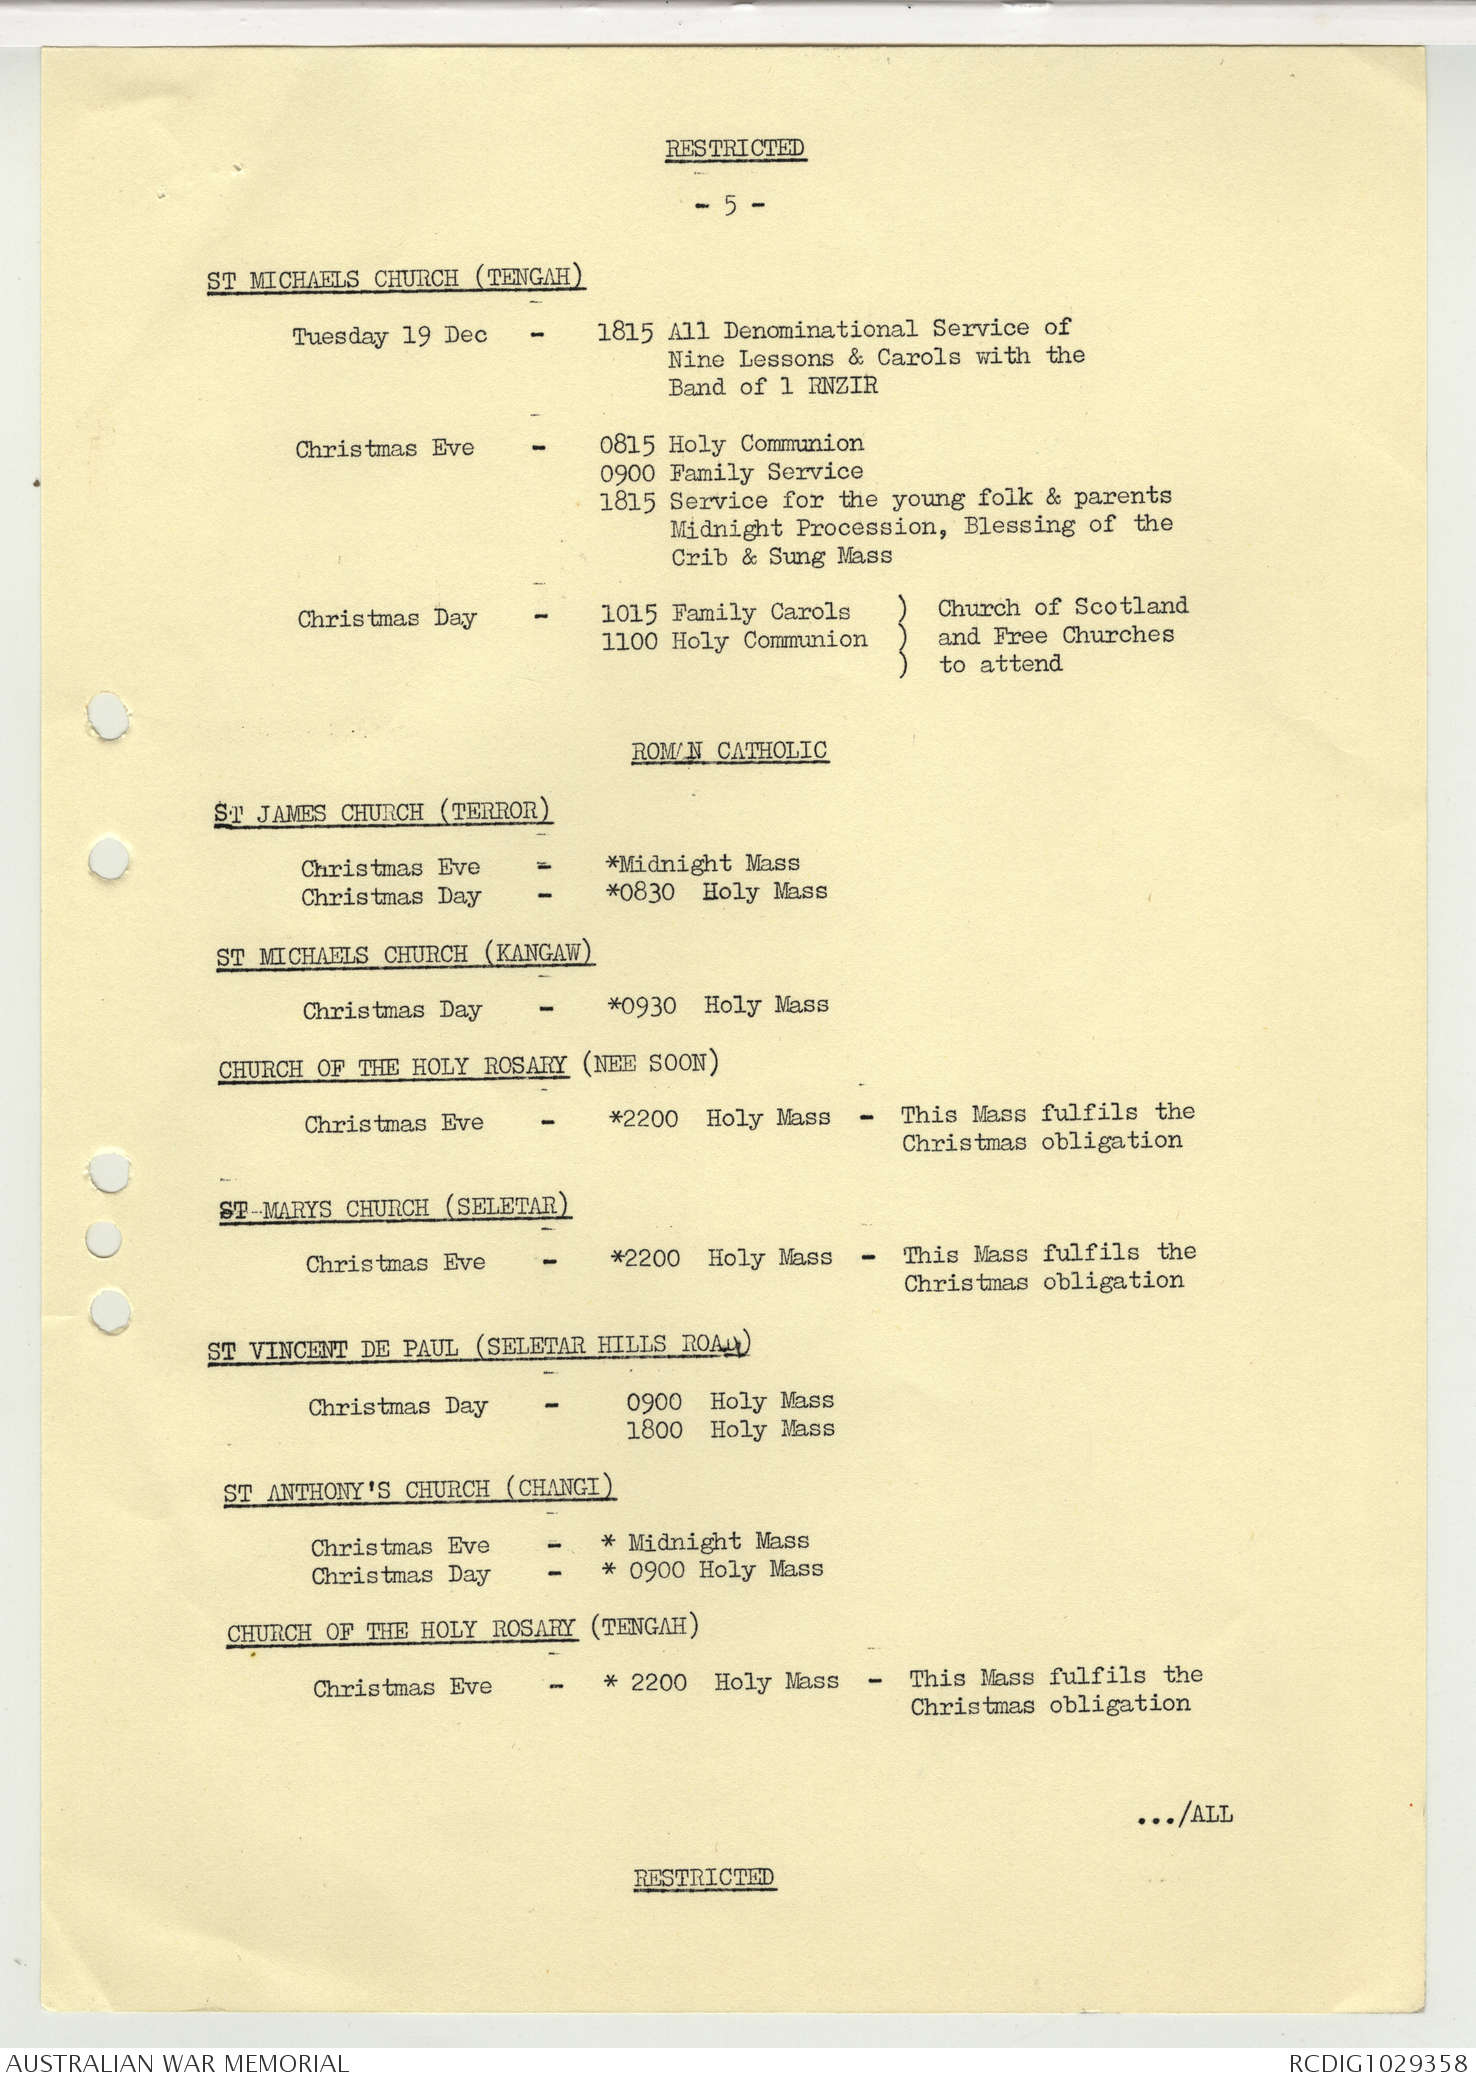 RESTRICTED
- 5 -
ST MICHAELS CHURCH (TENGAH)
Tuesday 19 Dec - 1815 All Denominational Service of
Nine Lessons & Carols with the
Band of 1 RNZIR
Christmas Eve - 0815 Holy Communion
0900 Family Service
1815 Service for the young folk & parents
Midnight Procession, Blessing of the
Crib & Sung Mass
Christmas Day - 1015 Family Carols ) Church of Scotland
1100 Holy Communion ) and Free Churches
) to attend
ROMAN CATHOLIC
ST JAMES CHURCH (TERROR)
Christmas Eve - *Midnight Mass
Christmas Day - *0830 Holy Mass
ST MICHAELS CHURCH (KANGAW)
Christmas Day - *0930 Holy Mass
CHURCH OF THE HOLY ROSARY (NEE SOON)
Christmas Eve - *2200 Holy Mass - This Mass fulfils the
Christmas obligation
ST-MARYS CHURCH (SELETAR)
Christmas Eve - *2200 Holy Mass - This Mass fulfils the
Christmas obligation
ST VINCENT DE PAUL (SELETAR HILLS ROAD)
Christmas Day - 0900 Holy Mass
1800 Holy Mass
ST ANTHONY'S CHURCH (CHANGI)
Christmas Eve - * Midnight Mass
Christmas Day - * 0900 Holy Mass
CHURCH OF THE HOLY ROSARY (TENGAH)
Christmas Eve - * 2200 Holy Mass - This Mass fulfils the
Christmas obligation
.../ALL
RESTRICTED
AUSTRALIAN WAR MEMORIAL RCDIG1029358